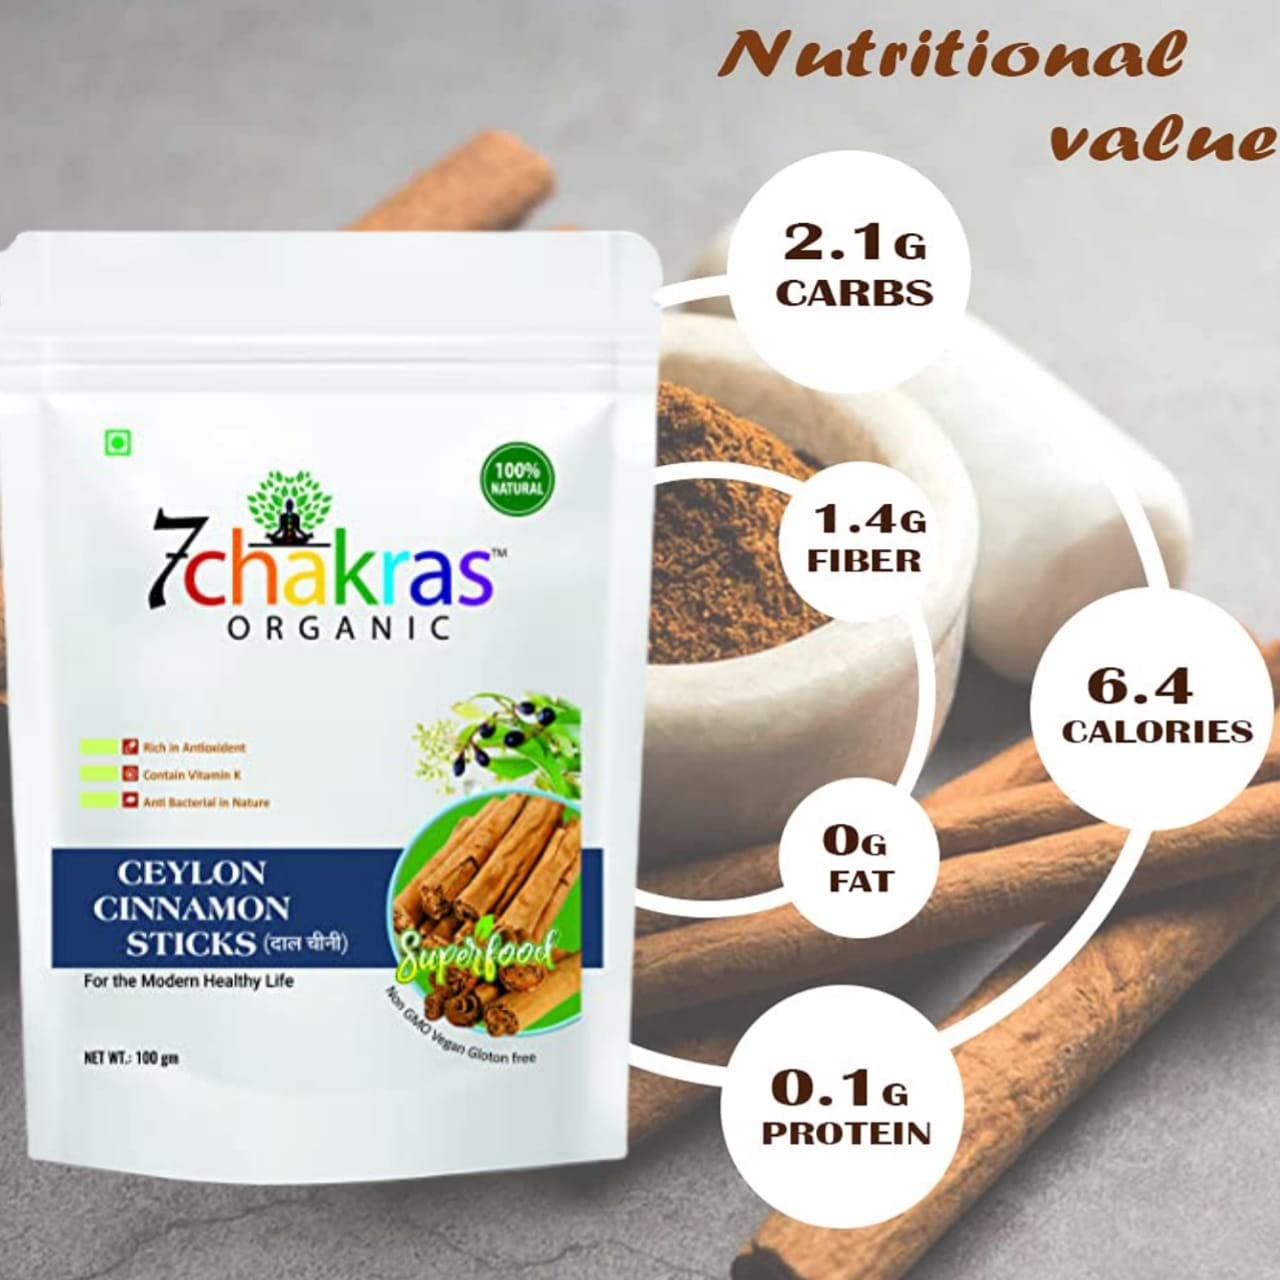 Nutritional
value
2.1G
CARBS
1.4G
FIBER
6.4
CALORIES
0G
FAT
0.1G
PROTEIN
100%
NATURAL
7chakras™
ORGANIC
Rich in Antioxident
Contain Vitamin K
Anti Bacterial in Nature
CEYLON
CINNAMON
STICKS (दाल चीनी)
Superfood
For the Modern Healthy Life
Non GMO Vegan Gloton free
NET WT.: 100 gm